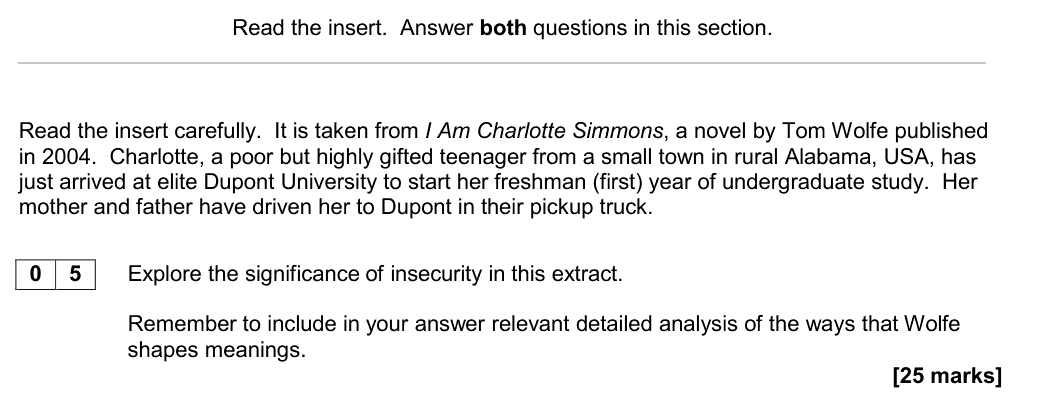 Read the insert.  Answer both questions in this section.
Read the insert carefully.  It is taken from I Am Charlotte Simmons, a novel by Tom Wolfe published
in 2004.  Charlotte, a poor but highly gifted teenager from a small town in rural Alabama, USA, has
just arrived at elite Dupont University to start her freshman (first) year of undergraduate study.  Her
mother and father have driven her to Dupont in their pickup truck.
0 5 Explore the significance of insecurity in this extract.
Remember to include in your answer relevant detailed analysis of the ways that Wolfe
shapes meanings.
[25 marks]